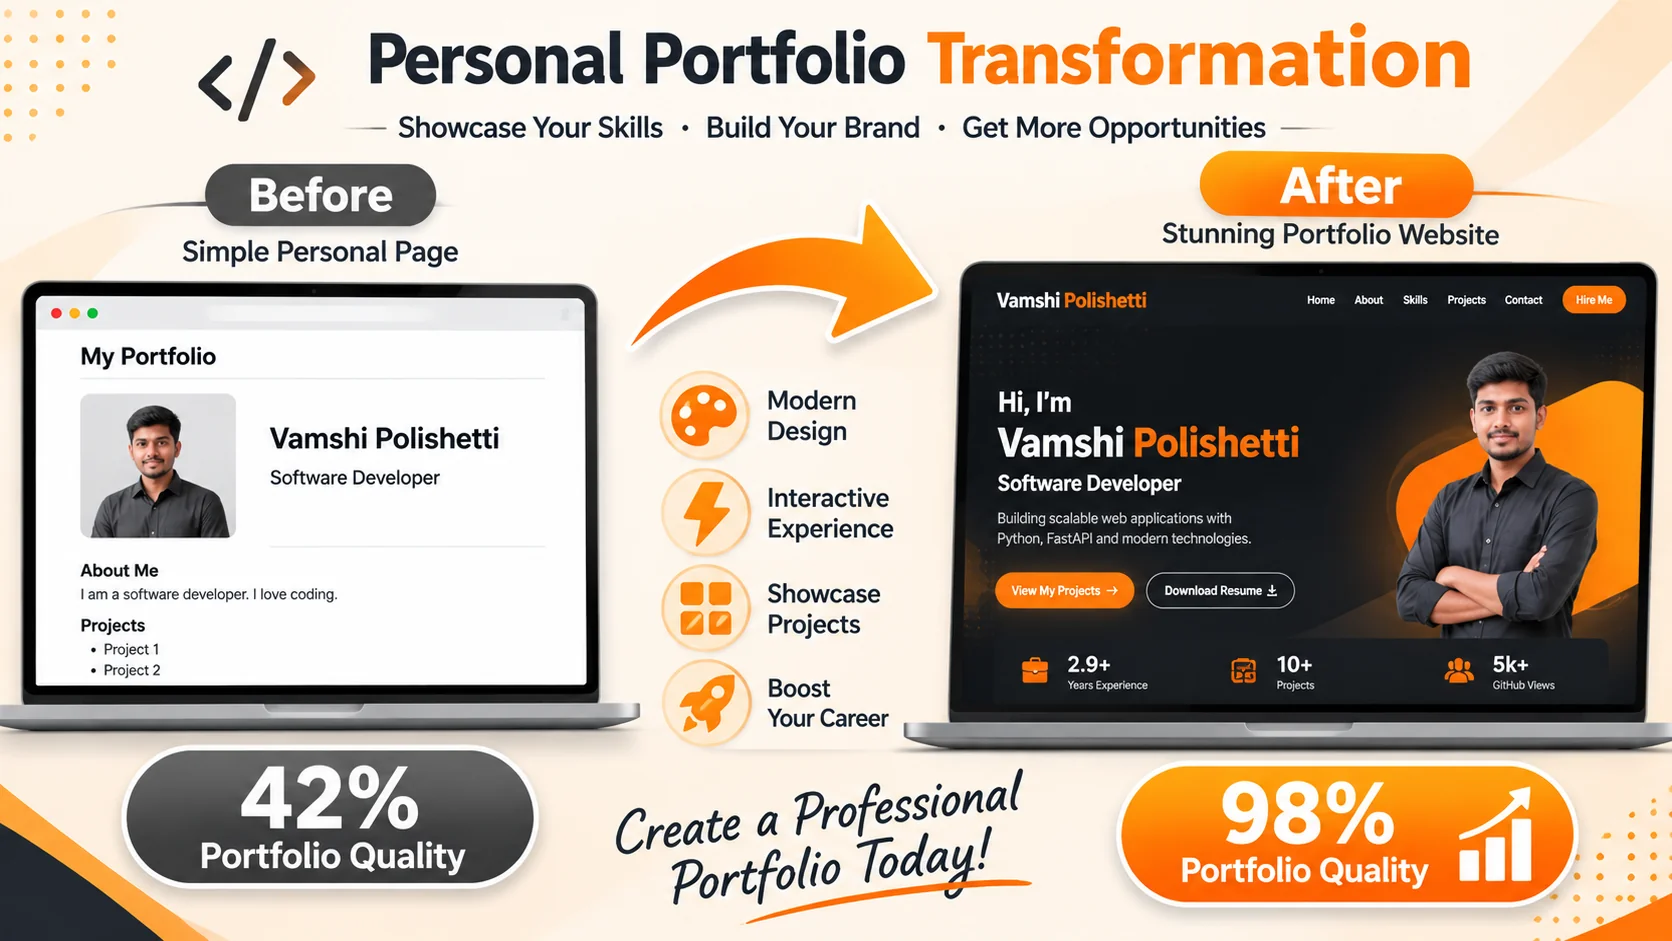 </>
Personal Portfolio Transformation
Showcase Your Skills • Build Your Brand • Get More Opportunities
Before
Simple Personal Page
My Portfolio
Vamshi Polishetti
Software Developer
About Me
I am a software developer. I love coding.
Projects
• Project 1
• Project 2
42%
Portfolio Quality
Modern
Design
Interactive
Experience
Showcase
Projects
Boost
Your Career
Create a Professional
Portfolio Today!
After
Stunning Portfolio Website
Vamshi Polishetti
Home About Skills Projects Contact Hire Me
Hi, I'm
Vamshi Polishetti
Software Developer
Building scalable web applications with
Python, FastAPI and modern technologies.
View My Projects → Download Resume
2.9+
Years Experience
10+
Projects
5k+
GitHub Views
98%
Portfolio Quality